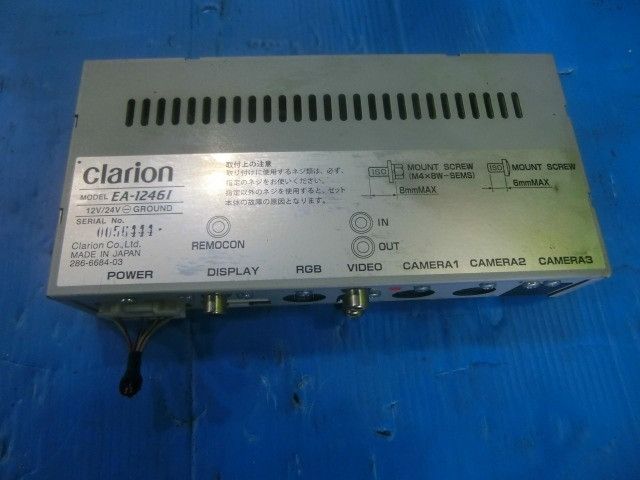 clarion
MODEL EA-1246I
12V/24V ⊖ GROUND
SERIAL No.
0056444
Clarion Co., Ltd.
MADE IN JAPAN
286-6684-03
取付上の注意
取り付けに使用するネジ類は、必ず、
指定のネジをお使いください。
指定以外のネジを使用すると、セット
本体の故障の原因となります。
ISO
MOUNT SCREW
(M4×8W-SEMS)
8mmMAX
ISO
MOUNT SCREW
6mmMAX
REMOCON
IN
OUT
POWER
DISPLAY
RGB
VIDEO
CAMERA1
CAMERA2
CAMERA3